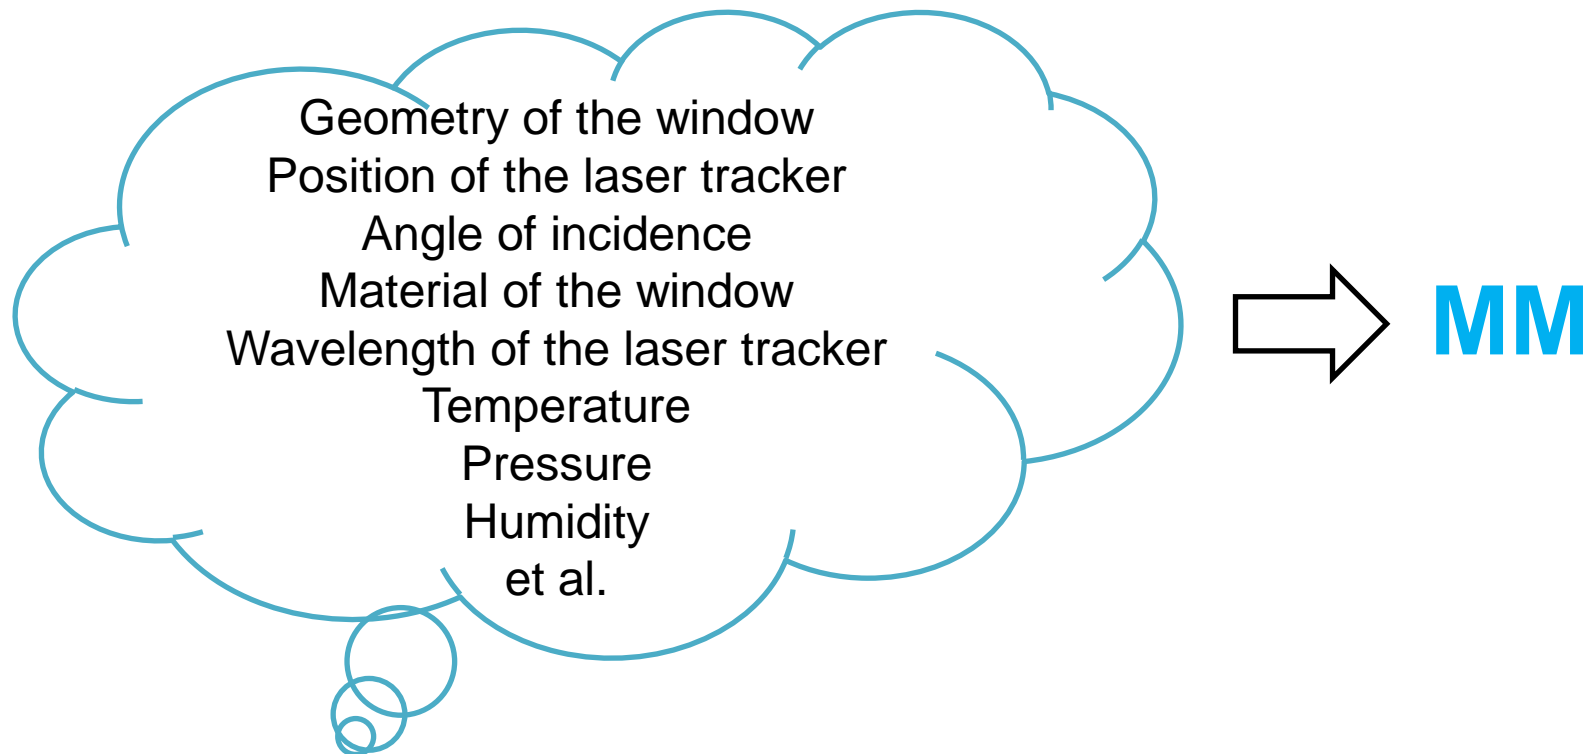 Geometry of the window
Position of the laser tracker
Angle of incidence
Material of the window
Wavelength of the laser tracker
Temperature
Pressure
Humidity
et al.
MM